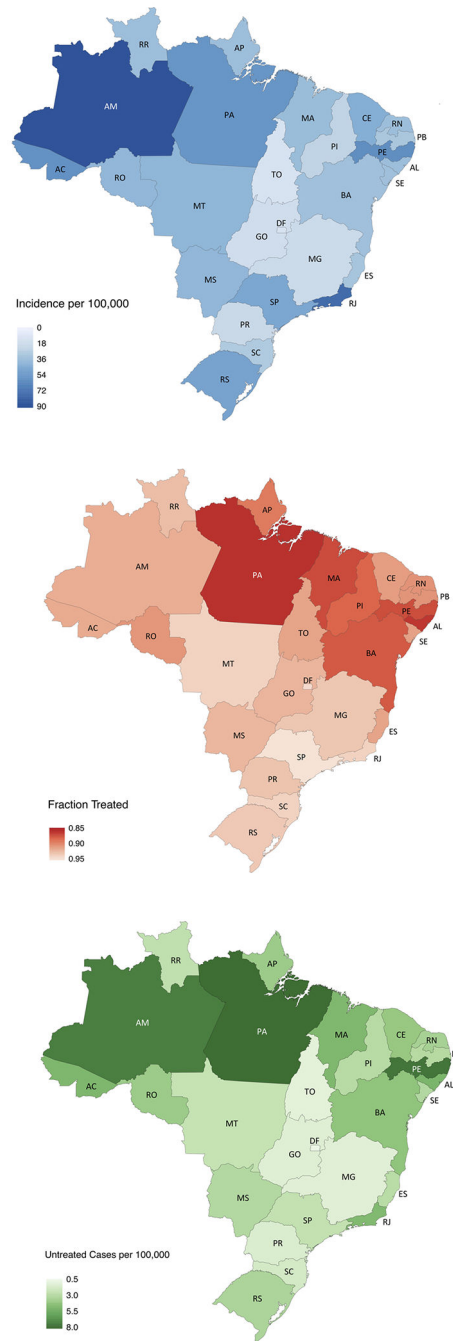 RR
AP
AM
PA
MA
CE
RN
PB
PI
PE
AL
SE
AC
RO
TO
BA
MT
DF
GO
MG
MS
ES
SP
RJ
PR
SC
RS
Incidence per 100,000
0
18
36
54
72
90
RR
AP
AM
PA
MA
CE
RN
PB
PI
PE
AL
SE
AC
RO
TO
BA
MT
DF
GO
MG
MS
ES
SP
RJ
PR
SC
RS
Fraction Treated
0.85
0.90
0.95
RR
AP
AM
PA
MA
CE
RN
PI
PE
AL
SE
AC
RO
TO
BA
MT
DF
GO
MG
MS
ES
SP
RJ
PR
SC
RS
Untreated Cases per 100,000
0.5
3.0
5.5
8.0